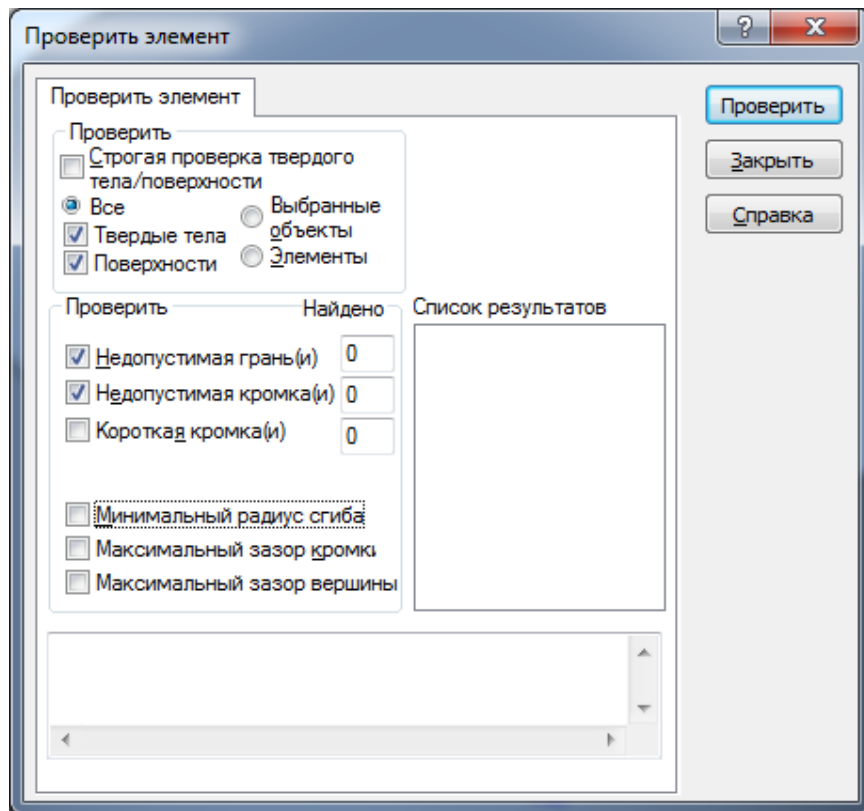 Проверить элемент
Проверить элемент
Проверить
Строгая проверка твердого
тела/поверхности
Все
Выбранные
объекты
Твердые тела
Поверхности
Элементы
Проверить
Найдено
Недопустимая грань(и)
0
Недопустимая кромка(и)
0
Короткая кромка(и)
0
Минимальный радиус сгиба
Максимальный зазор кромки
Максимальный зазор вершины
Список результатов
Проверить
Закрыть
Справка